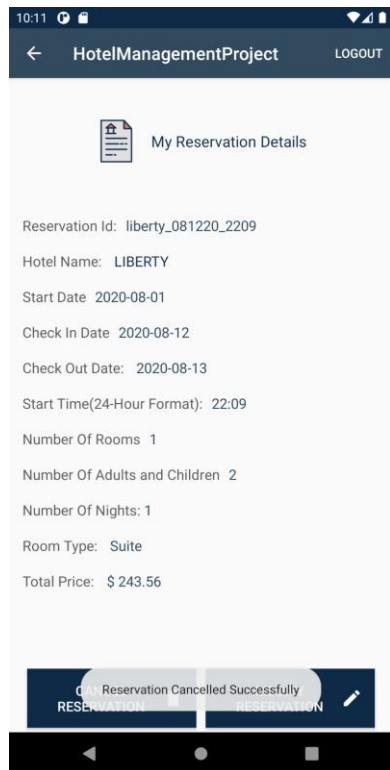 10:11
HotelManagementProject
LOGOUT
My Reservation Details
Reservation Id: liberty_081220_2209
Hotel Name: LIBERTY
Start Date 2020-08-01
Check In Date 2020-08-12
Check Out Date: 2020-08-13
Start Time(24-Hour Format): 22:09
Number Of Rooms 1
Number Of Adults and Children 2
Number Of Nights: 1
Room Type: Suite
Total Price: $ 243.56
Reservation Cancelled Successfully
RESERVATION
RESERVATION